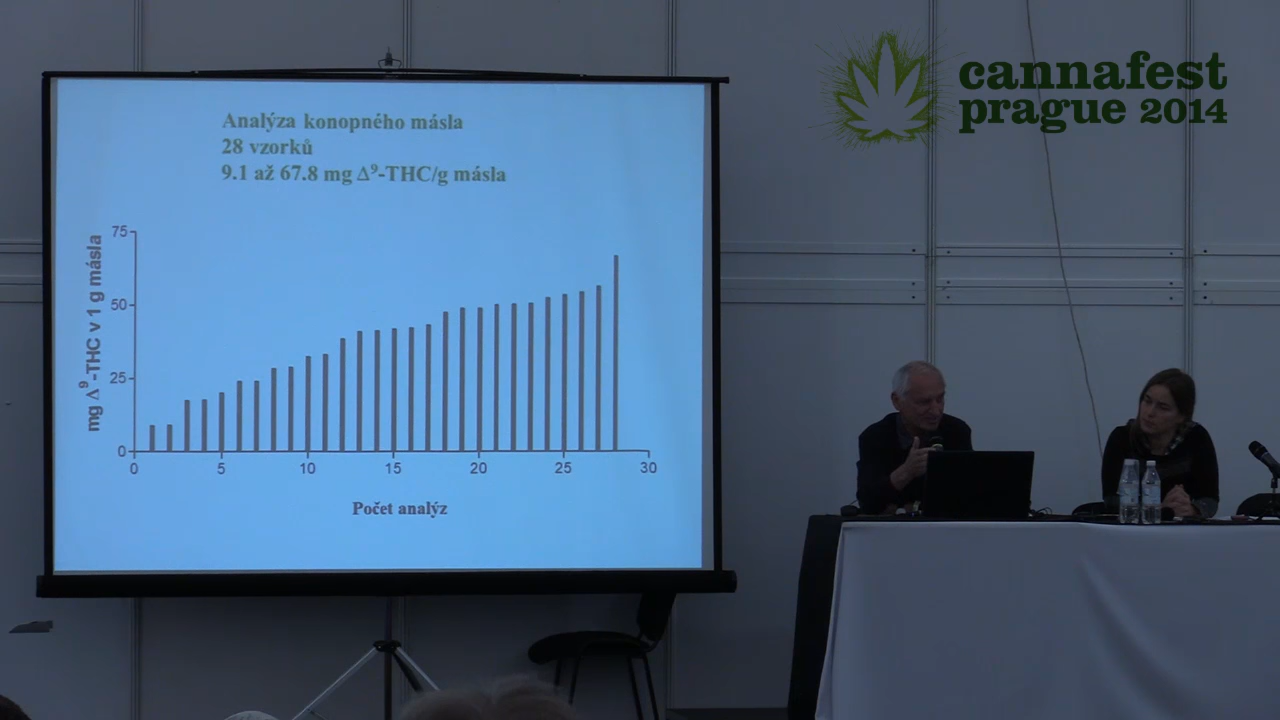 cannafest
prague 2014
Analýza konopného másla
28 vzorků
9.1 až 67.8 mg Δ⁹-THC/g másla
mg Δ⁹-THC v 1 g másla
75
50
25
0
0 5 10 15 20 25 30
Počet analýz